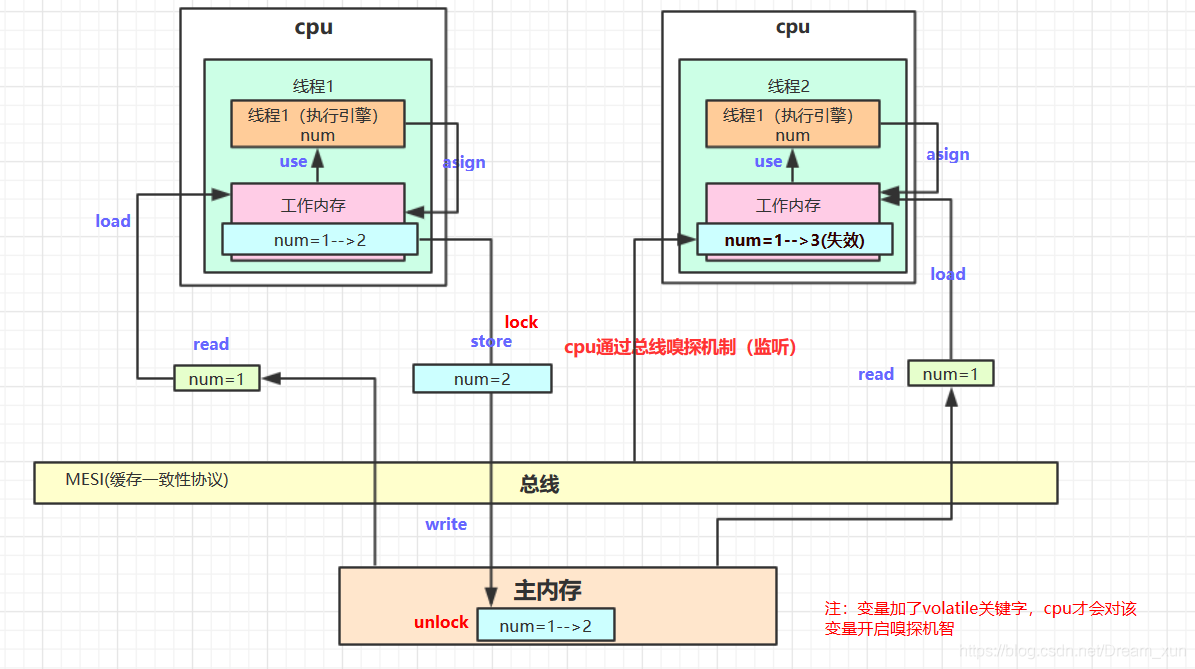 cpu
线程1
线程1（执行引擎）
num
use
asign
工作内存
num=1-->2
load
read
num=1
lock
store
num=2
cpu
线程2
线程1（执行引擎）
num
use
asign
工作内存
num=1-->3(失效)
load
cpu通过总线嗅探机制（监听）
read
num=1
MESI(缓存一致性协议)
总线
write
主内存
unlock
num=1-->2
注：变量加了volatile关键字，cpu才会对该
变量开启嗅探机智
https://blog.csdn.net/Dream_xun